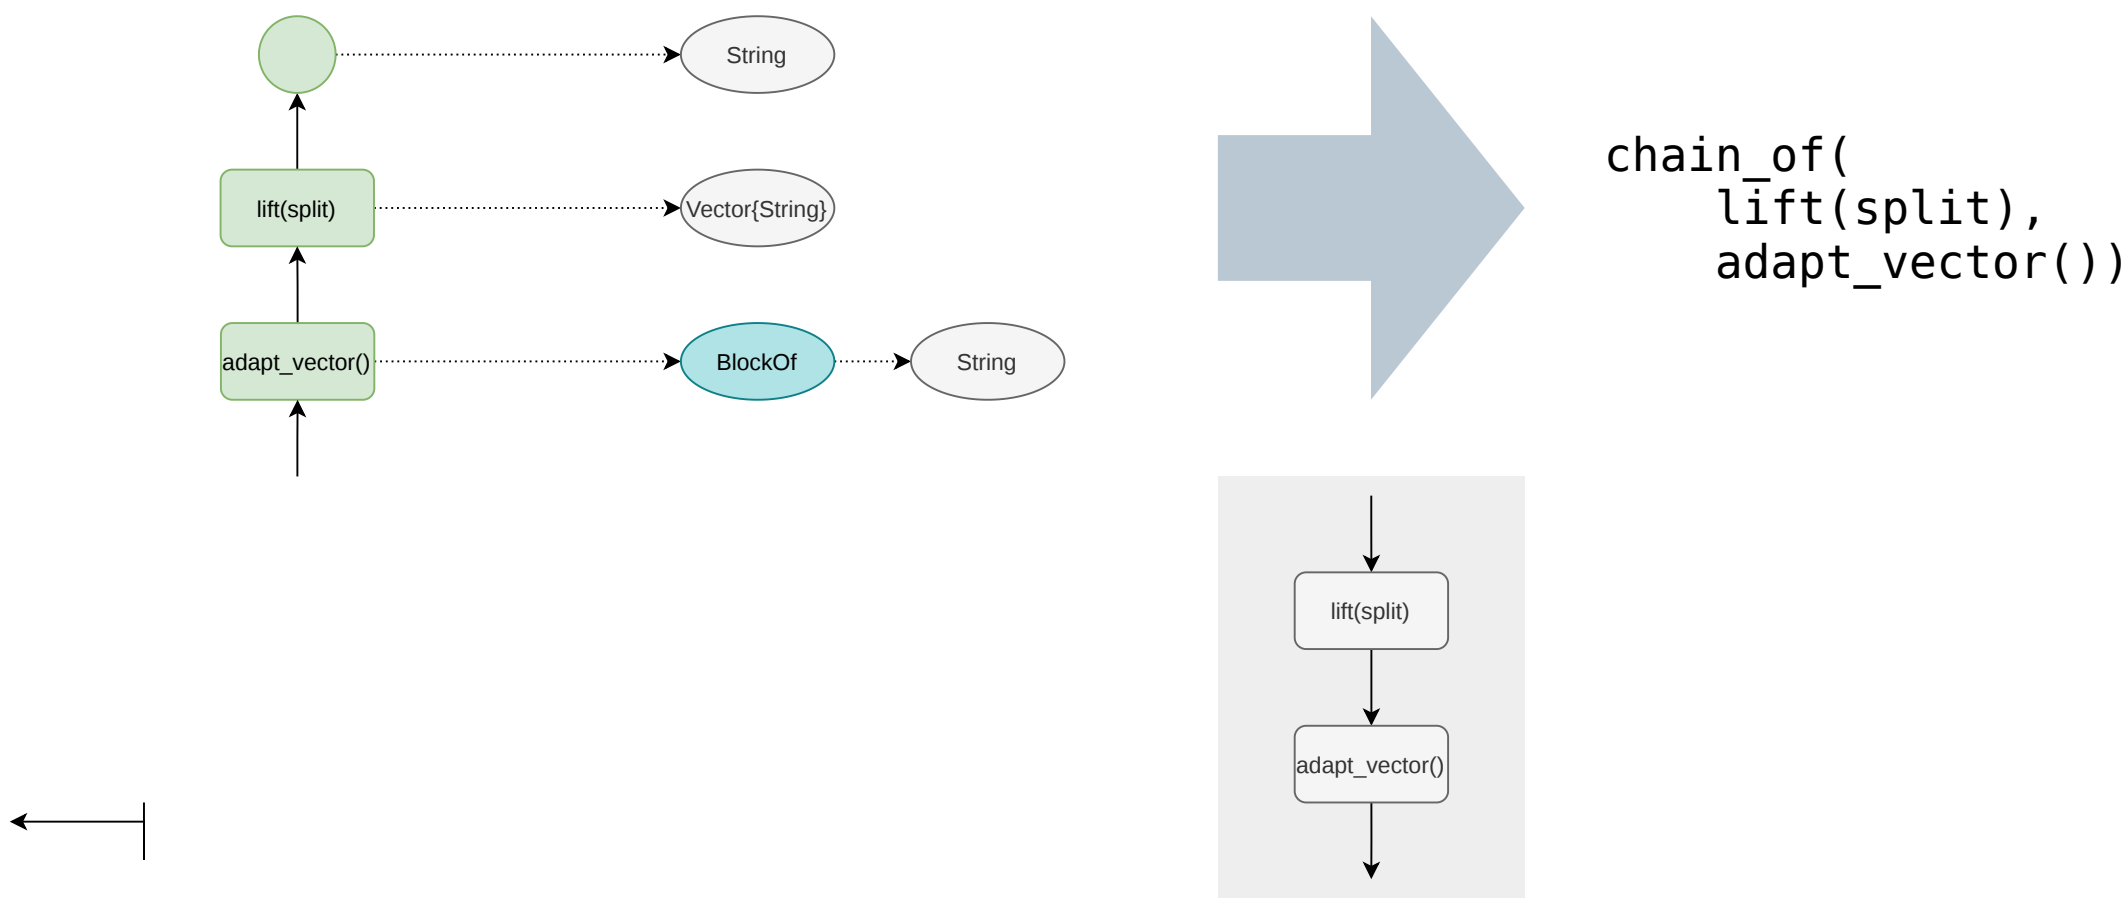 String
lift(split)
Vector{String}
adapt_vector()
BlockOf
String
chain_of(
    lift(split),
    adapt_vector())
lift(split)
adapt_vector()